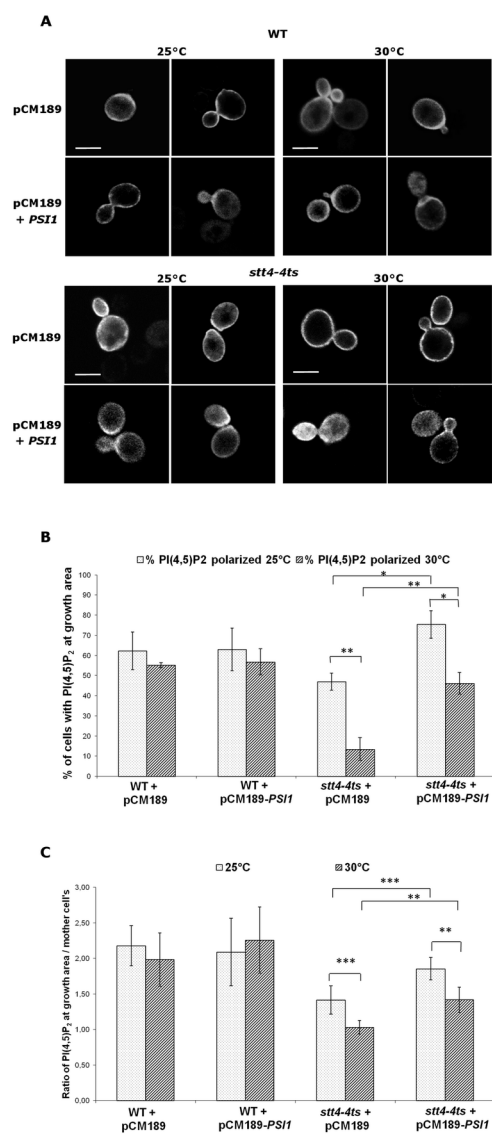 A
WT
25°C 30°C
pCM189
pCM189
+ PSI1
stt4-4ts
25°C 30°C
pCM189
pCM189
+ PSI1
B
% PI(4,5)P2 polarized 25°C % PI(4,5)P2 polarized 30°C
% of cells with PI(4,5)P2 at growth area
100
90
80
70
60
50
40
30
20
10
0
*
**
*
**
WT +
pCM189
WT +
pCM189-PSI1
stt4-4ts +
pCM189
stt4-4ts +
pCM189-PSI1
C
25°C 30°C
Ratio of PI(4,5)P2 at growth area / mother cell's
3,00
2,50
2,00
1,50
1,00
0,50
0,00
***
**
**
***
WT +
pCM189
WT +
pCM189-PSI1
stt4-4ts +
pCM189
stt4-4ts +
pCM189-PSI1